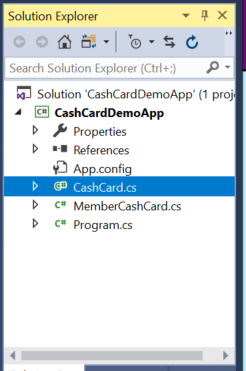 Solution Explorer
Search Solution Explorer (Ctrl+;)
Solution 'CashCardDemoApp' (1 proje
C# CashCardDemoApp
Properties
References
App.config
C# CashCard.cs
C# MemberCashCard.cs
C# Program.cs